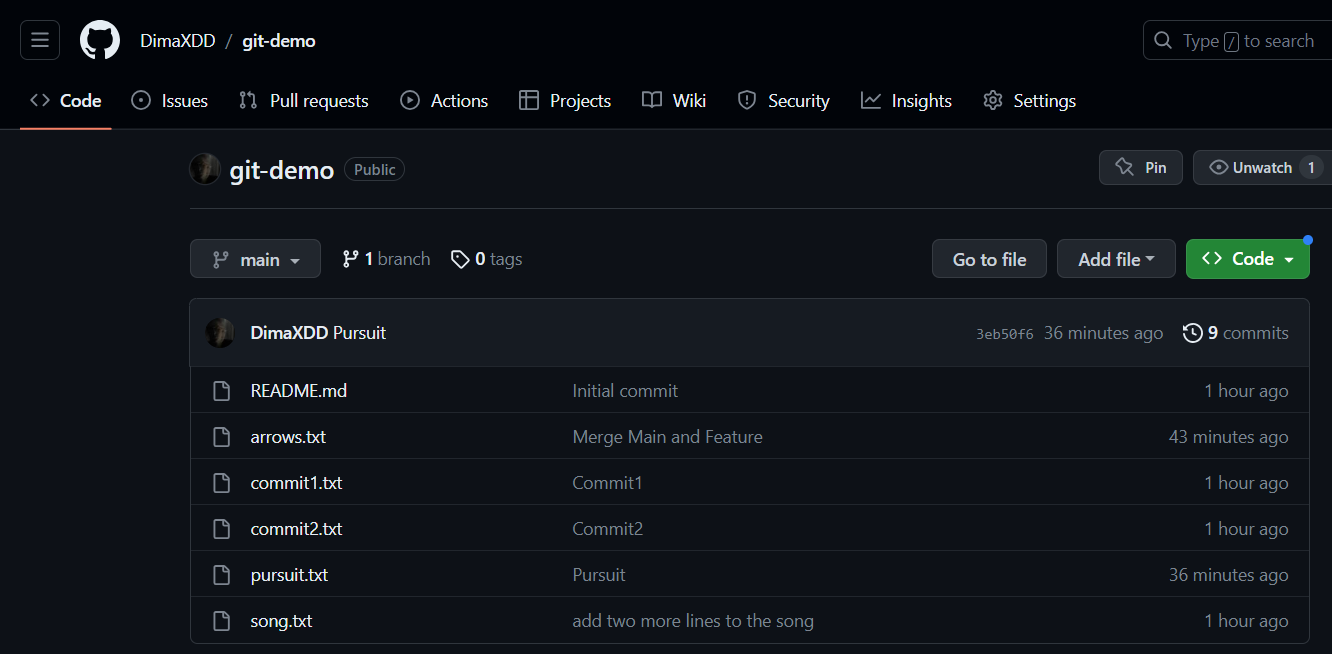 DimaXDD / git-demo
Type / to search
Code Issues Pull requests Actions Projects Wiki Security Insights Settings
git-demo Public
Pin Unwatch 1
main 1 branch 0 tags Go to file Add file Code
DimaXDD Pursuit 3eb50f6 36 minutes ago 9 commits
README.md Initial commit 1 hour ago
arrows.txt Merge Main and Feature 43 minutes ago
commit1.txt Commit1 1 hour ago
commit2.txt Commit2 1 hour ago
pursuit.txt Pursuit 36 minutes ago
song.txt add two more lines to the song 1 hour ago